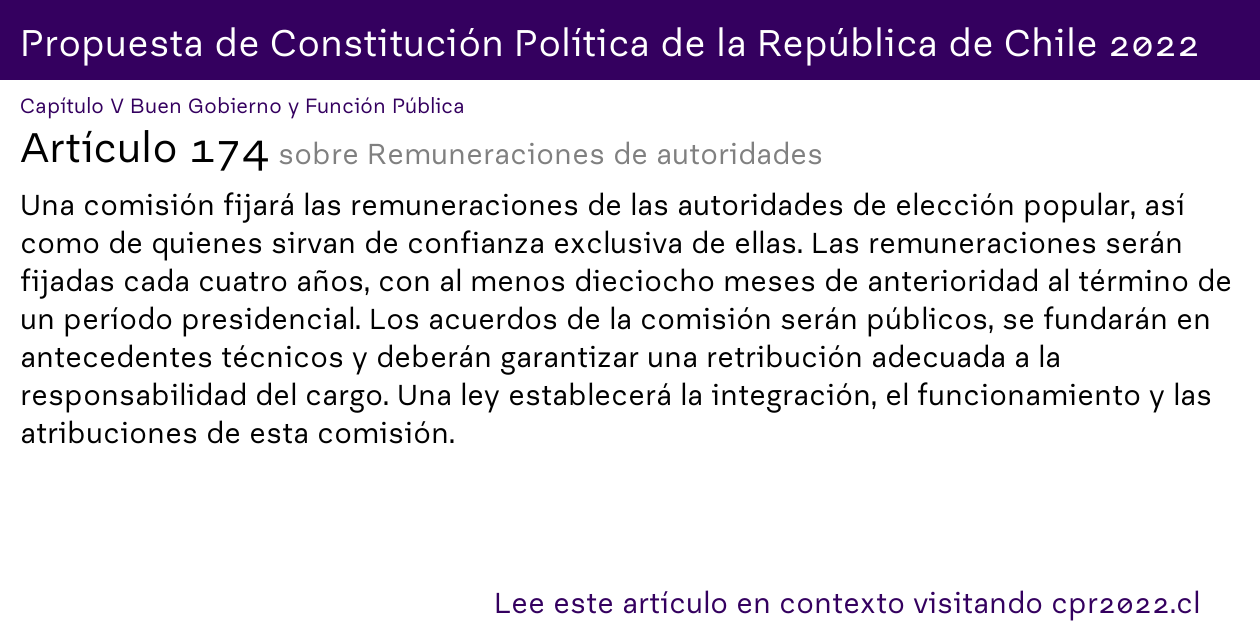 Propuesta de Constitución Política de la República de Chile 2022
Capítulo V Buen Gobierno y Función Pública
Artículo 174 sobre Remuneraciones de autoridades
Una comisión fijará las remuneraciones de las autoridades de elección popular, así
como de quienes sirvan de confianza exclusiva de ellas. Las remuneraciones serán
fijadas cada cuatro años, con al menos dieciocho meses de anterioridad al término de
un período presidencial. Los acuerdos de la comisión serán públicos, se fundarán en
antecedentes técnicos y deberán garantizar una retribución adecuada a la
responsabilidad del cargo. Una ley establecerá la integración, el funcionamiento y las
atribuciones de esta comisión.
Lee este artículo en contexto visitando cpr2022.cl